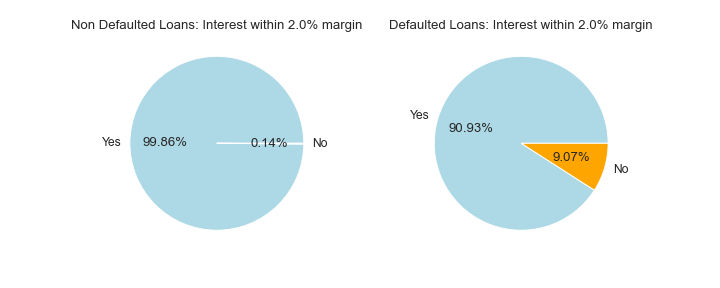 Non Defaulted Loans: Interest within 2.0% margin
Yes
99.86%
0.14%
No
Defaulted Loans: Interest within 2.0% margin
Yes
90.93%
9.07%
No